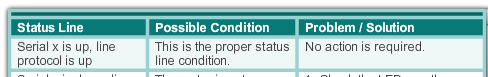 Status Line Possible Condition Problem / Solution
Serial x is up, line This is the proper status No action is required.
protocol is up line condition.